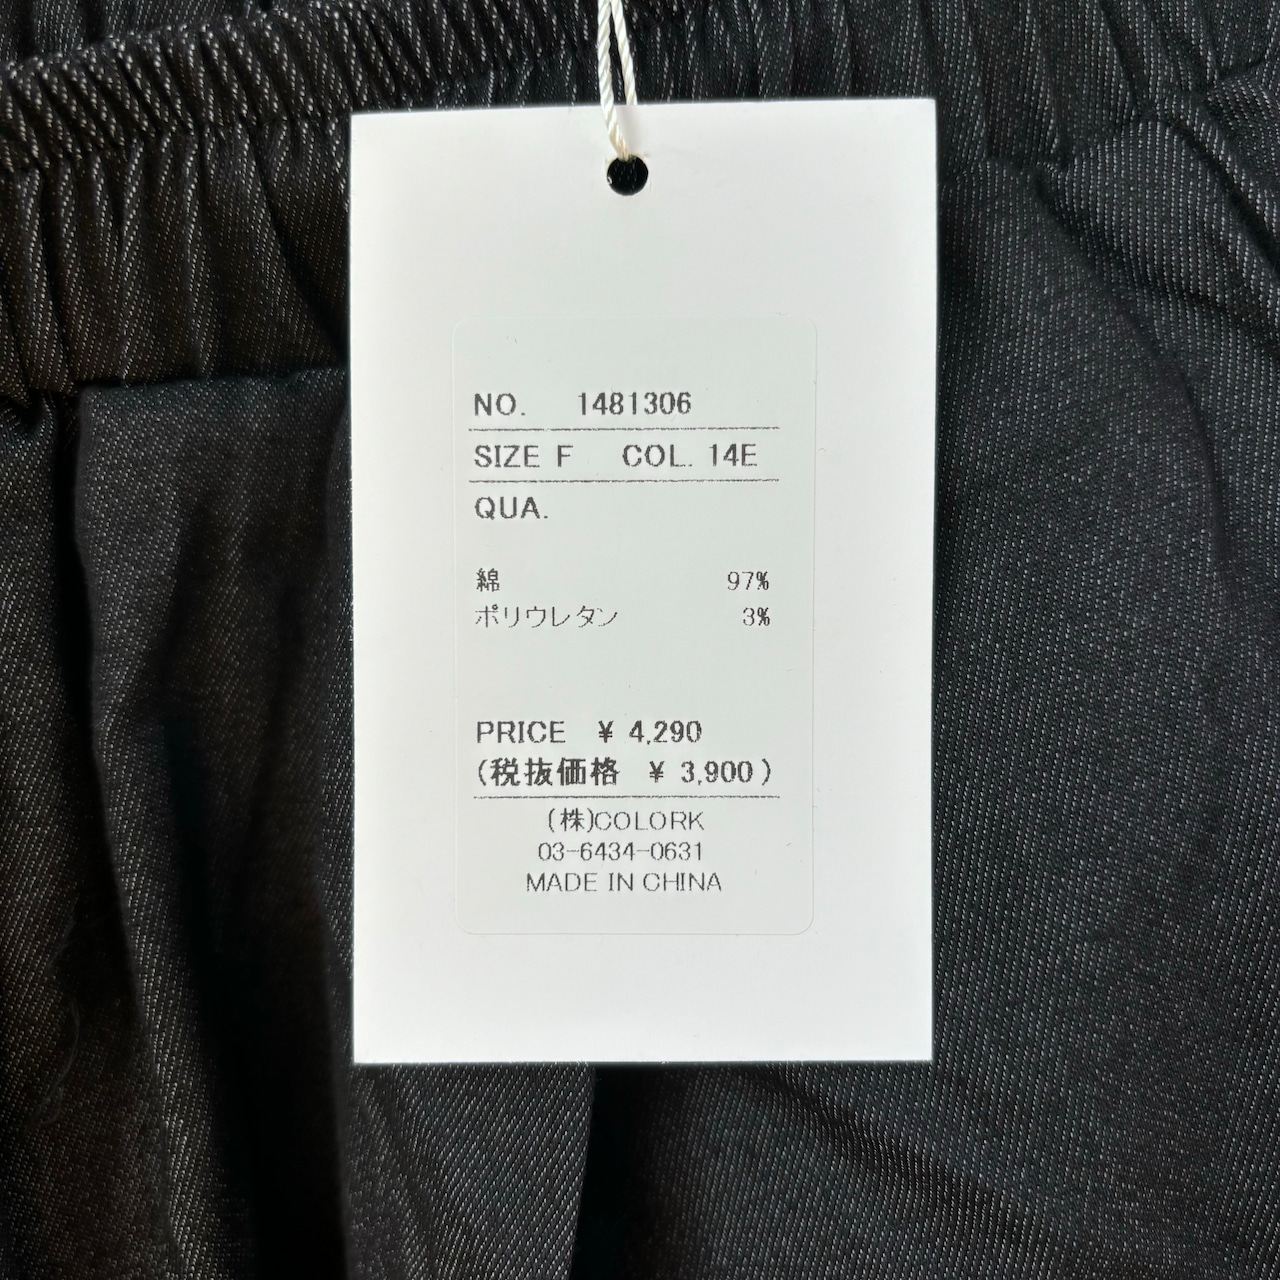 NO. 1481306
SIZE F COL. 14E
QUA.
綿 97%
ポリウレタン 3%
PRICE ¥ 4,290
(税抜価格 ¥ 3,900)
(株)COLORK
03-6434-0631
MADE IN CHINA